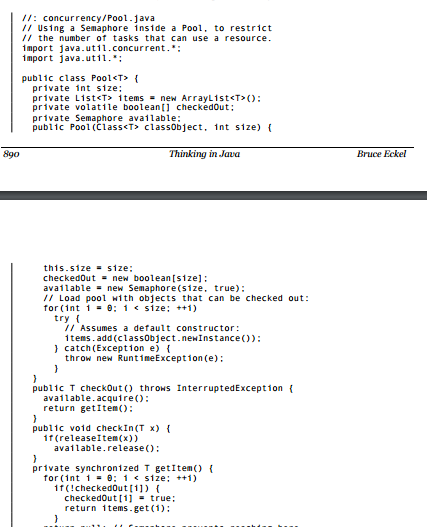 //: concurrency/Pool.java
// Using a Semaphore inside a Pool, to restrict
// the number of tasks that can use a resource.
import java.util.concurrent.*;
import java.util.*;
public class Pool<T> {
private int size;
private List<T> items = new ArrayList<T>();
private volatile boolean[] checkedOut;
private Semaphore available;
public Pool(Class<T> classObject, int size) {
890 Thinking in Java Bruce Eckel
this.size = size;
checkedOut = new boolean[size];
available = new Semaphore(size, true);
// Load pool with objects that can be checked out:
for(int i = 0; i < size; ++i)
try {
// Assumes a default constructor:
items.add(classObject.newInstance());
} catch(Exception e) {
throw new RuntimeException(e);
}
}
public T checkOut() throws InterruptedException {
available.acquire();
return getItem();
}
public void checkIn(T x) {
if(releaseItem(x))
available.release();
}
private synchronized T getItem() {
for(int i = 0; i < size; ++i)
if(!checkedOut[i]) {
checkedOut[i] = true;
return items.get(i);
}